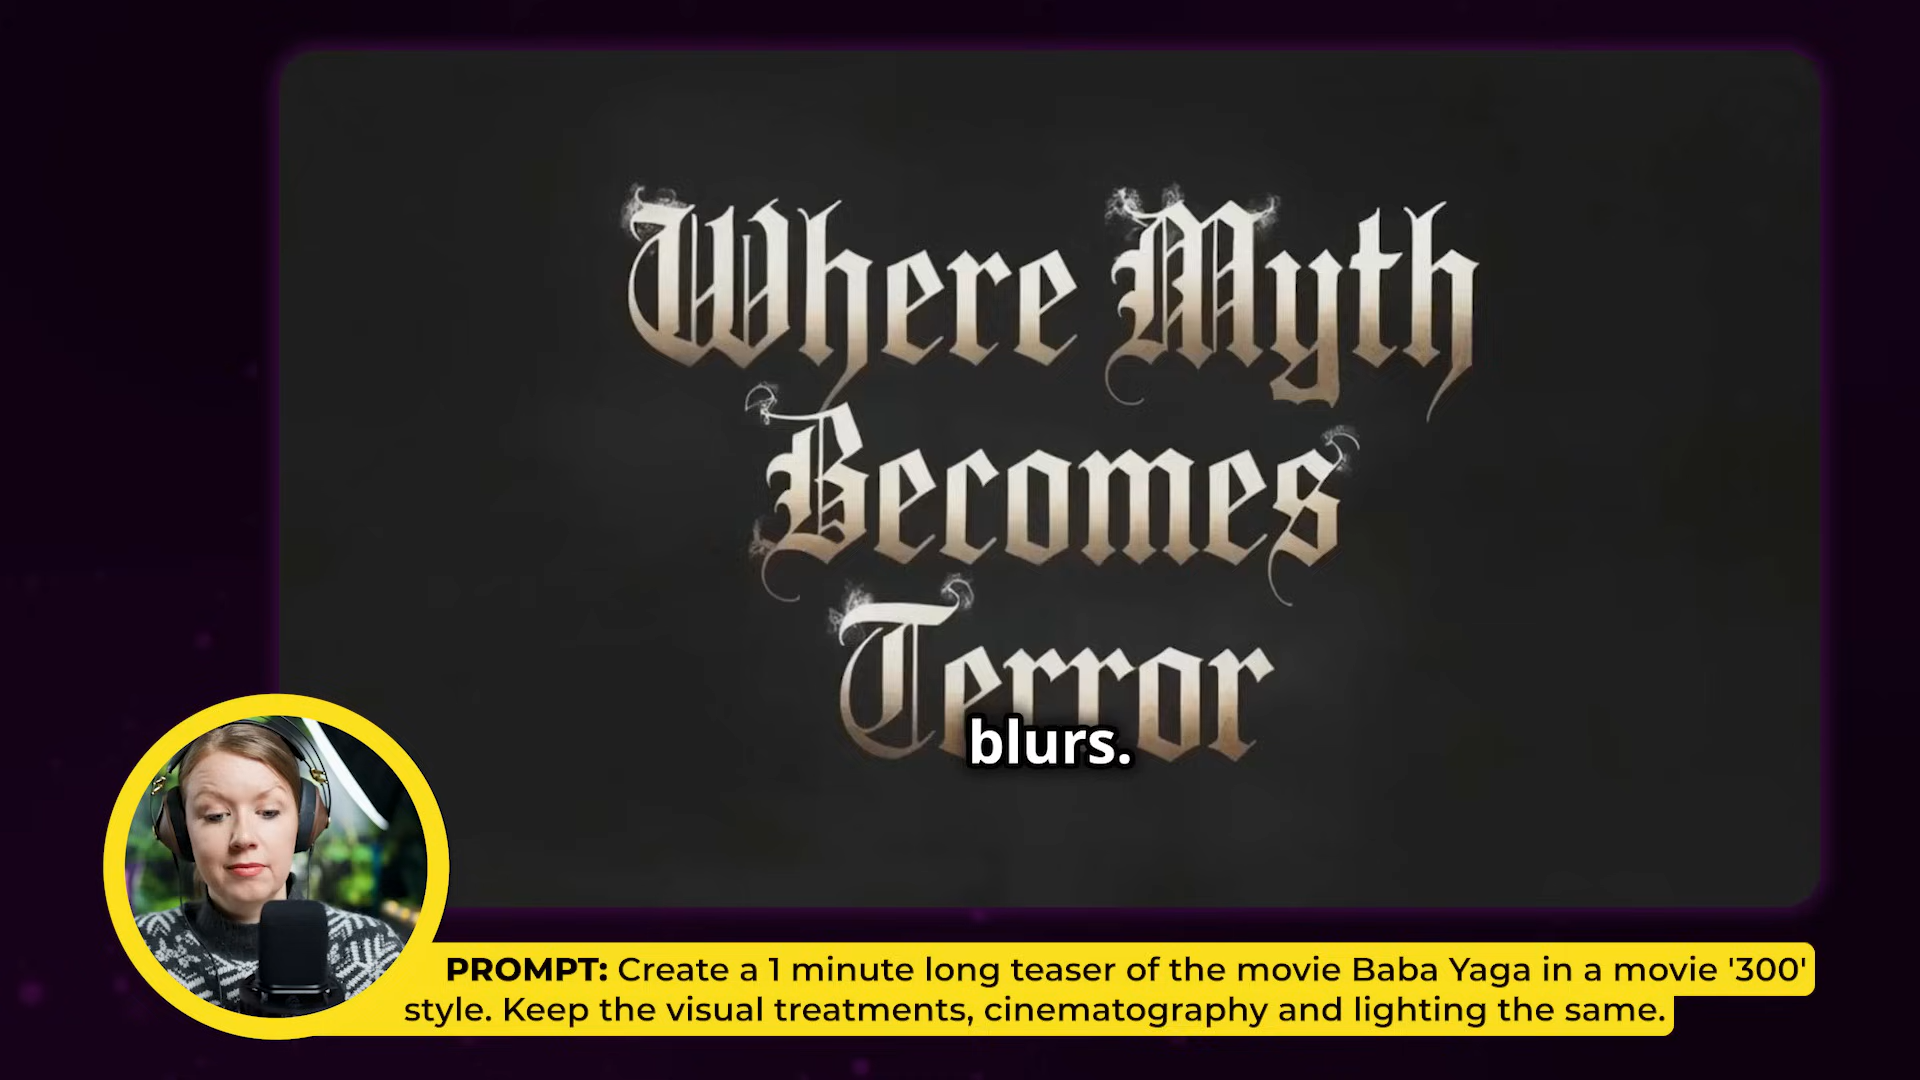 Where Myth
Becomes
Terror
blurs.
PROMPT: Create a 1 minute long teaser of the movie Baba Yaga in a movie '300'
style. Keep the visual treatments, cinematography and lighting the same.